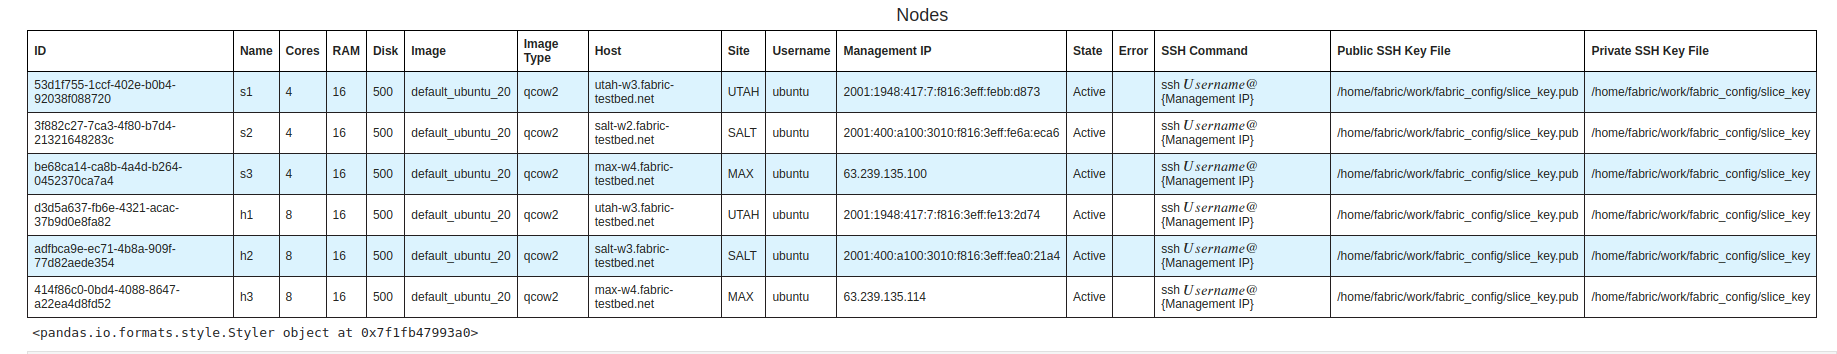 Nodes
ID Name Cores RAM Disk Image Image Type Host Site Username Management IP State Error SSH Command Public SSH Key File Private SSH Key File
53d1f755-1ccf-402e-b0b4-92038f088720 s1 4 16 500 default_ubuntu_20 qcow2 utah-w3.fabric-testbed.net UTAH ubuntu 2001:1948:417:7:f816:3eff:febb:d873 Active ssh Username@{Management IP} /home/fabric/work/fabric_config/slice_key.pub /home/fabric/work/fabric_config/slice_key
3f882c27-7ca3-4f80-b7d4-21321648283c s2 4 16 500 default_ubuntu_20 qcow2 salt-w2.fabric-testbed.net SALT ubuntu 2001:400:a100:3010:f816:3eff:fe6a:eca6 Active ssh Username@{Management IP} /home/fabric/work/fabric_config/slice_key.pub /home/fabric/work/fabric_config/slice_key
be68ca14-ca8b-4a4d-b264-0452370ca7a4 s3 4 16 500 default_ubuntu_20 qcow2 max-w4.fabric-testbed.net MAX ubuntu 63.239.135.100 Active ssh Username@{Management IP} /home/fabric/work/fabric_config/slice_key.pub /home/fabric/work/fabric_config/slice_key
d3d5a637-fb6e-4321-acac-37b9d0e8fa82 h1 8 16 500 default_ubuntu_20 qcow2 utah-w3.fabric-testbed.net UTAH ubuntu 2001:1948:417:7:f816:3eff:fe13:2d74 Active ssh Username@{Management IP} /home/fabric/work/fabric_config/slice_key.pub /home/fabric/work/fabric_config/slice_key
adfbca9e-ec71-4b8a-909f-77d82aede354 h2 8 16 500 default_ubuntu_20 qcow2 salt-w3.fabric-testbed.net SALT ubuntu 2001:400:a100:3010:f816:3eff:fea0:21a4 Active ssh Username@{Management IP} /home/fabric/work/fabric_config/slice_key.pub /home/fabric/work/fabric_config/slice_key
414f86c0-0bd4-4088-8647-a22ea4d8fd52 h3 8 16 500 default_ubuntu_20 qcow2 max-w4.fabric-testbed.net MAX ubuntu 63.239.135.114 Active ssh Username@{Management IP} /home/fabric/work/fabric_config/slice_key.pub /home/fabric/work/fabric_config/slice_key
<pandas.io.formats.style.Styler object at 0x7f1fb47993a0>